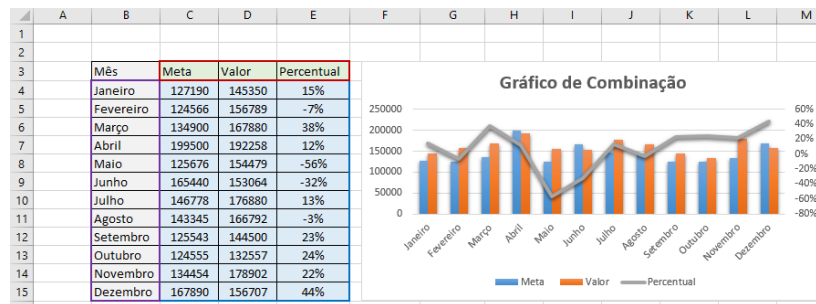 A B C D E F G H I J K L M
1
2
3 Mês Meta Valor Percentual
4 Janeiro 127190 145350 15%
5 Fevereiro 124566 156789 -7%
6 Março 134900 167880 38%
7 Abril 199500 192258 12%
8 Maio 125676 154479 -56%
9 Junho 165440 153064 -32%
10 Julho 146778 176880 13%
11 Agosto 143345 166792 -3%
12 Setembro 125543 144500 23%
13 Outubro 124555 132557 24%
14 Novembro 134454 178902 22%
15 Dezembro 167890 156707 44%
Gráfico de Combinação
250000
200000
150000
100000
50000
0
60%
40%
20%
0%
-20%
-40%
-60%
-80%
Janeiro Fevereiro Março Abril Maio Junho Julho Agosto Setembro Outubro Novembro Dezembro
Meta Valor Percentual